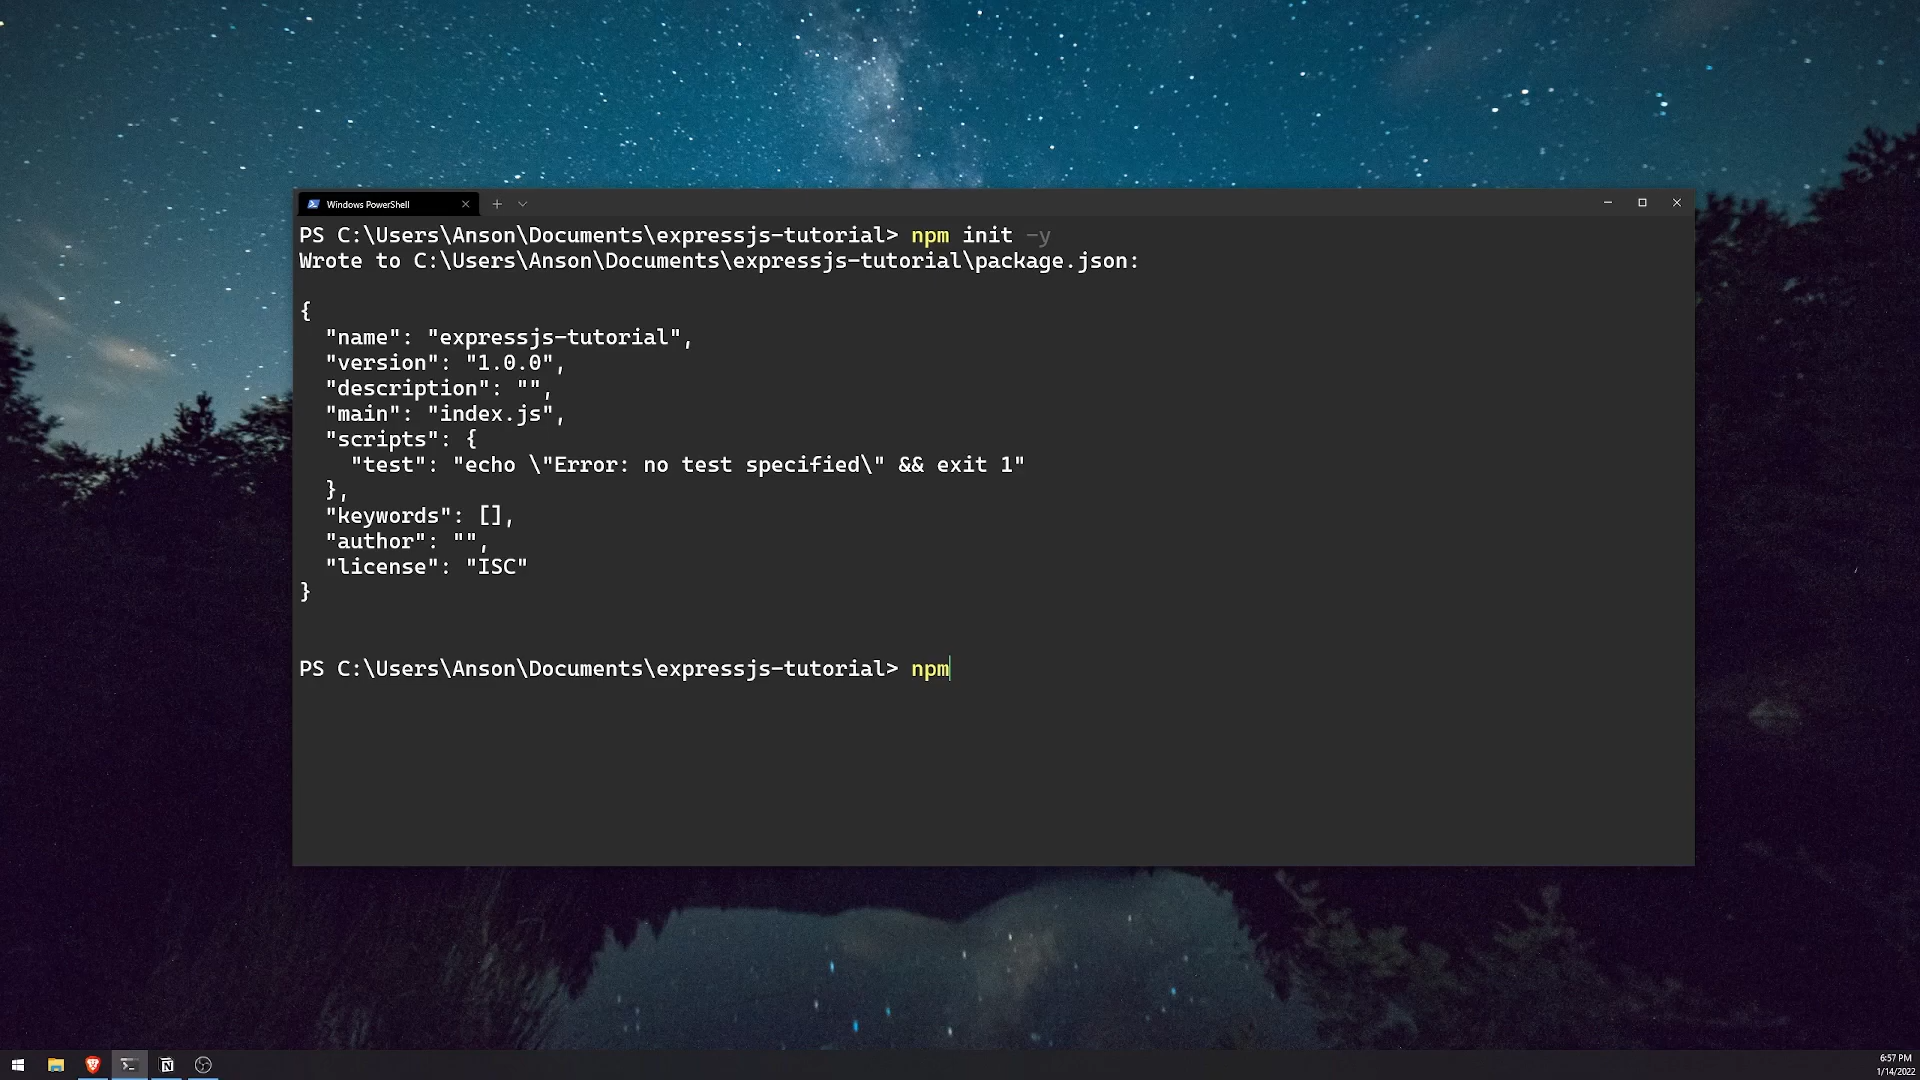 Windows PowerShell
PS C:\Users\Anson\Documents\expressjs-tutorial> npm init -y
Wrote to C:\Users\Anson\Documents\expressjs-tutorial\package.json:
{
"name": "expressjs-tutorial",
"version": "1.0.0",
"description": "",
"main": "index.js",
"scripts": {
"test": "echo \"Error: no test specified\" && exit 1"
},
"keywords": [],
"author": "",
"license": "ISC"
}
PS C:\Users\Anson\Documents\expressjs-tutorial> npm
6:57 PM
1/14/2022